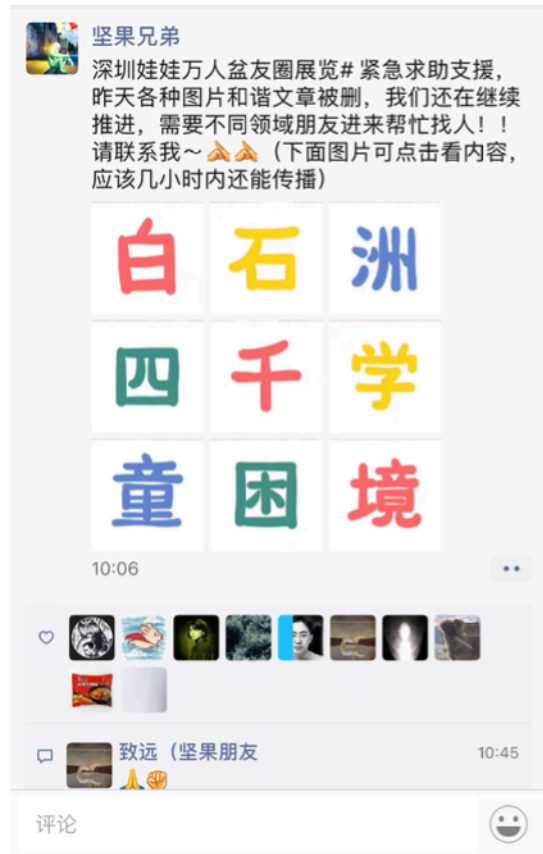 坚果兄弟
深圳娃娃万人盆友圈展览# 紧急求助支援，
昨天各种图片和谐文章被删，我们还在继续
推进，需要不同领域朋友进来帮忙找人！！
请联系我～🙏🙏（下面图片可点击看内容，
应该几小时内还能传播）
白石洲
四千学
童困境
10:06
致远（坚果朋友 10:45
🙏✊
评论